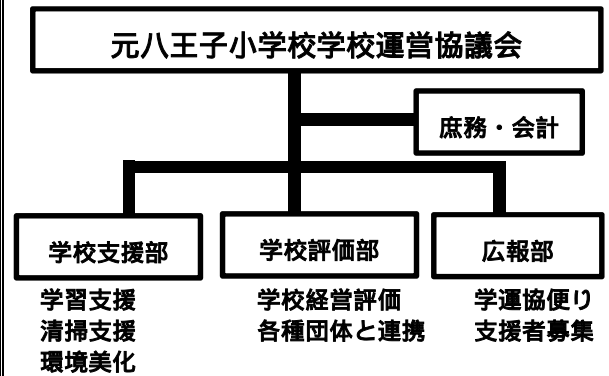 元八王子小学校学校運営協議会
庶務・会計
学校支援部
学習支援
清掃支援
環境美化
学校評価部
学校経営評価
各種団体と連携
広報部
学運協便り
支援者募集